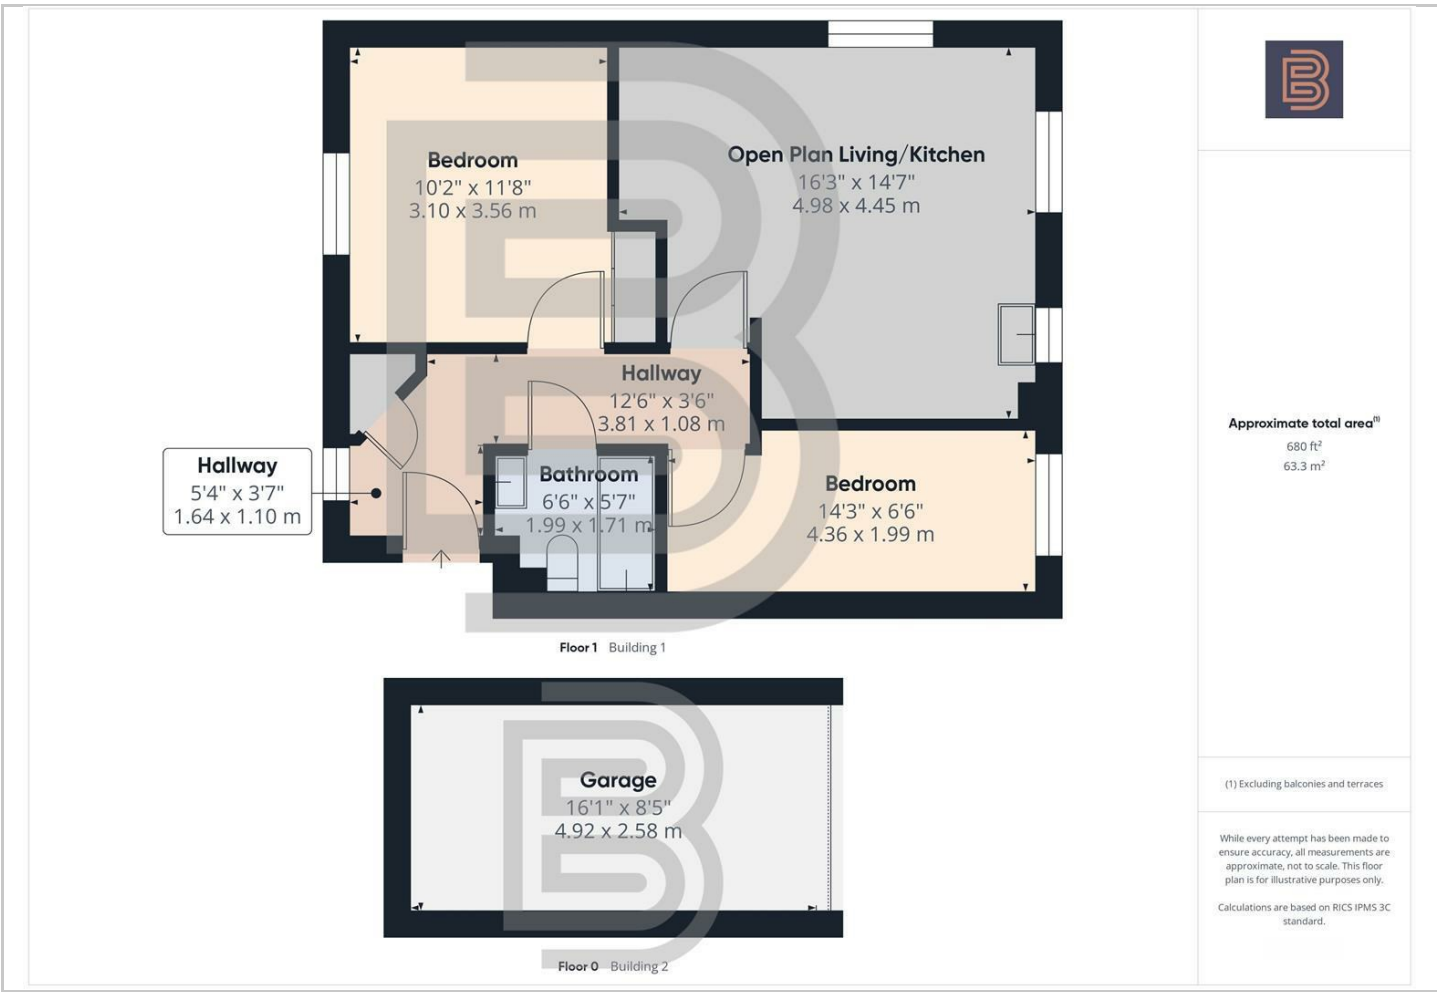 Bedroom
10'2" x 11'8"
3.10 x 3.56 m
Open Plan Living/Kitchen
16'3" x 14'7"
4.98 x 4.45 m
Hallway
12'6" x 3'6"
3.81 x 1.08 m
Hallway
5'4" x 3'7"
1.64 x 1.10 m
Bathroom
6'6" x 5'7"
1.99 x 1.71 m
Bedroom
14'3" x 6'6"
4.36 x 1.99 m
Floor 1 Building 1
Garage
16'1" x 8'5"
4.92 x 2.58 m
Floor 0 Building 2
Approximate total area(1)
680 ft²
63.3 m²
(1) Excluding balconies and terraces
While every attempt has been made to
ensure accuracy, all measurements are
approximate, not to scale. This floor
plan is for illustrative purposes only.
Calculations are based on RICS IPMS 3C
standard.